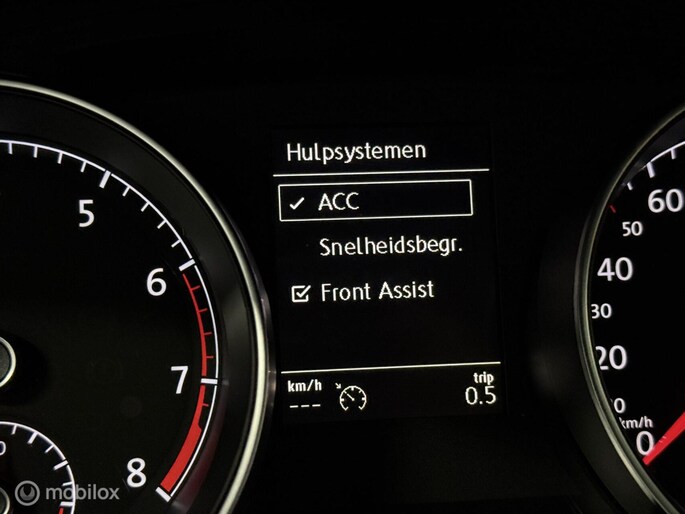 Hulpsystemen
✓ ACC
Snelheidsbegr.
☑ Front Assist
km/h trip
--- 0.5
5
6
7
8
60
50
40
30
20
km/h
0
mobilox